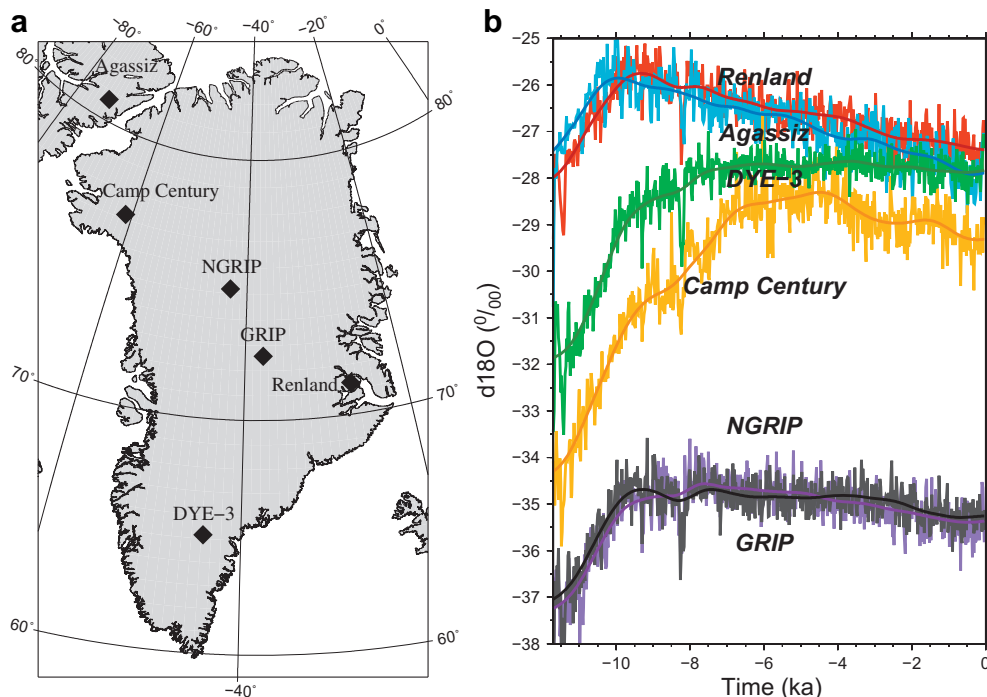 a
−80°
−60°
−40°
−20°
0°
80°
Agassiz
80°
Camp Century
NGRIP
GRIP
Renland
70°
70°
DYE−3
60°
60°
−40°
b
−25
−26
−27
−28
−29
−30
−31
−32
−33
−34
−35
−36
−37
−38
d18O (⁰/₀₀)
Renland
Agassiz
DYE−3
Camp Century
NGRIP
GRIP
−10
−8
−6
−4
−2
0
Time (ka)